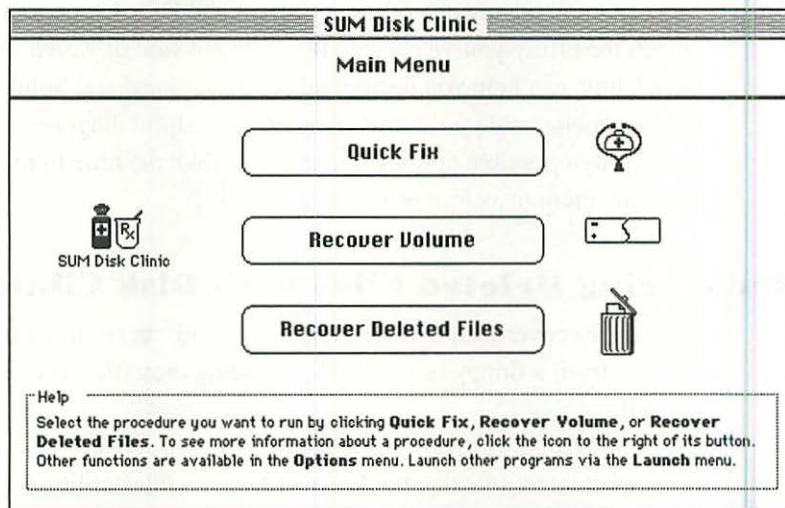 SUM Disk Clinic
Main Menu
Quick Fix
Recover Volume
SUM Disk Clinic
Recover Deleted Files
Help
Select the procedure you want to run by clicking Quick Fix, Recover Volume, or Recover
Deleted Files. To see more information about a procedure, click the icon to the right of its button.
Other functions are available in the Options menu. Launch other programs via the Launch menu.